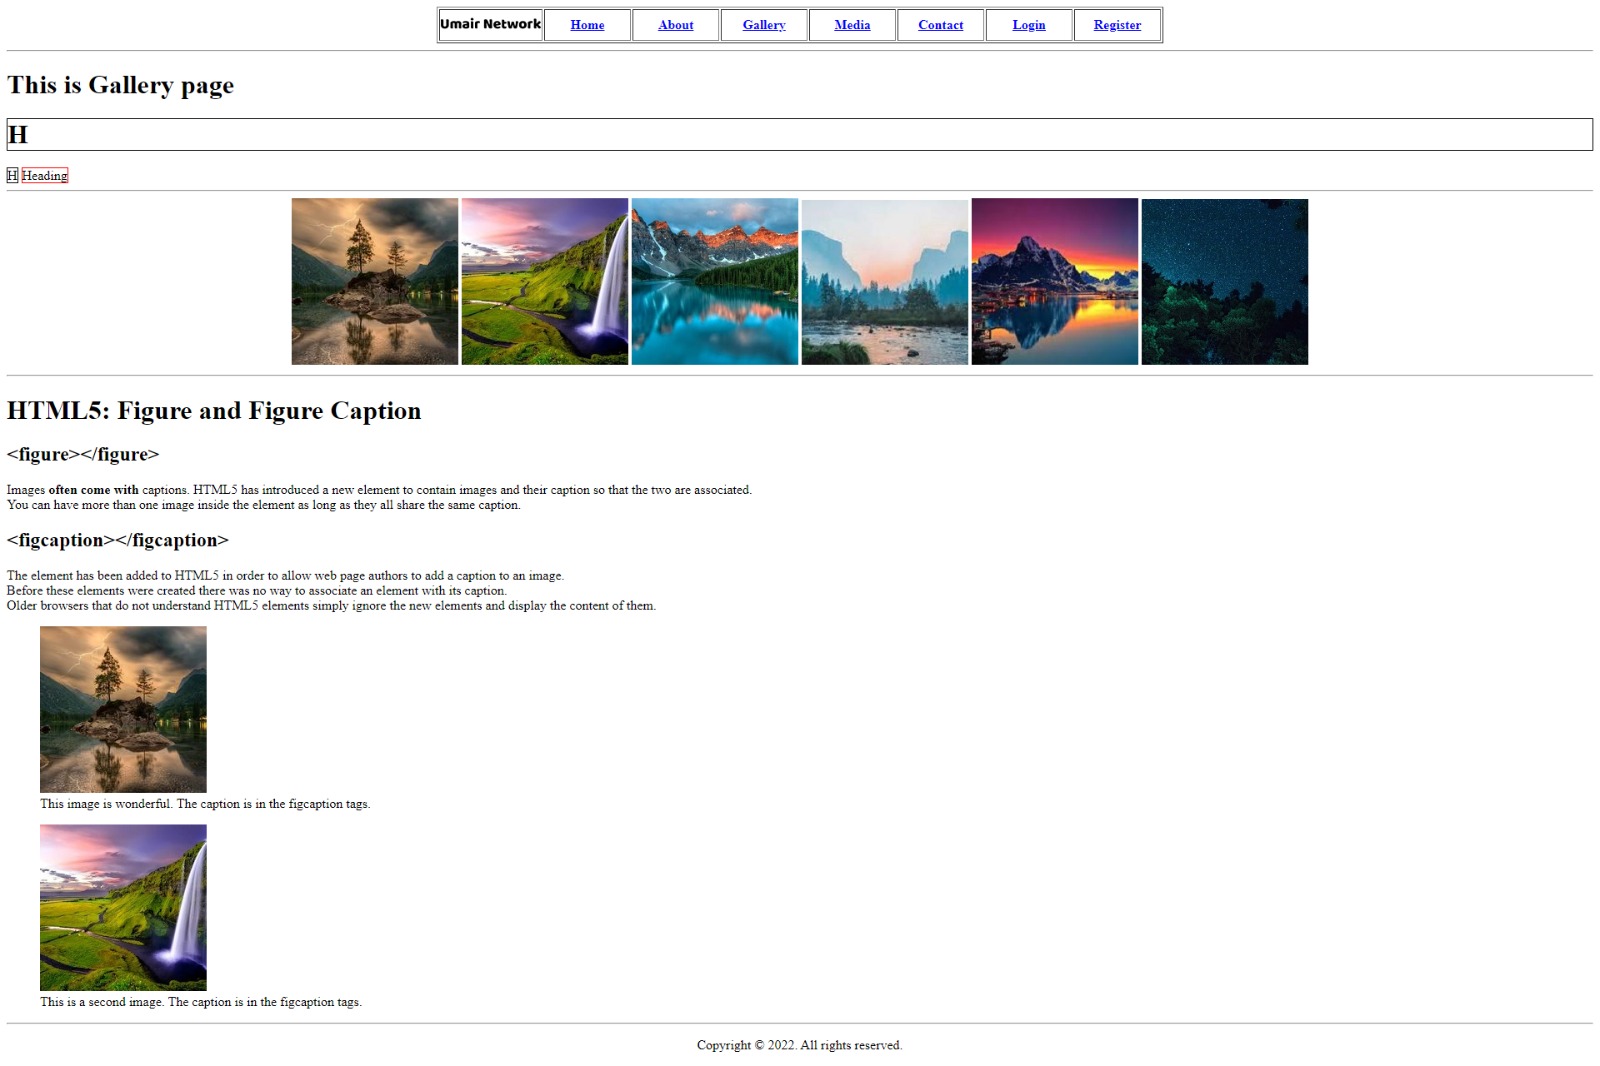 Umair Network Home About Gallery Media Contact Login Register
This is Gallery page
H
H Heading
HTML5: Figure and Figure Caption
<figure></figure>
Images often come with captions. HTML5 has introduced a new element to contain images and their caption so that the two are associated.
You can have more than one image inside the element as long as they all share the same caption.
<figcaption></figcaption>
The element has been added to HTML5 in order to allow web page authors to add a caption to an image.
Before these elements were created there was no way to associate an element with its caption.
Older browsers that do not understand HTML5 elements simply ignore the new elements and display the content of them.
This image is wonderful. The caption is in the figcaption tags.
This is a second image. The caption is in the figcaption tags.
Copyright © 2022. All rights reserved.